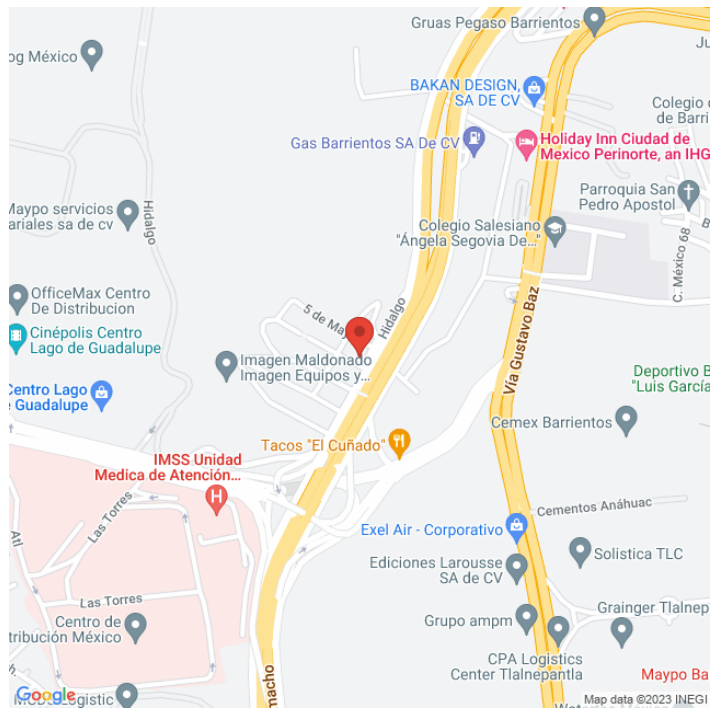 Gruas Pegaso Barrientos
og México
BAKAN DESIGN,
SA DE CV
Colegio
de Barri
Gas Barrientos SA De CV
Holiday Inn Ciudad de
Mexico Perinorte, an IHG
Parroquia San
Pedro Apostol
Maypo servicios
ariales sa de cv
Hidalgo
Colegio Salesiano
"Ángela Segovia De..."
C. México 68
OfficeMax Centro
De Distribucion
5 de May
Hidalgo
Vía Gustavo Baz
Cinépolis Centro
Lago de Guadalupe
Imagen Maldonado
Imagen Equipos y...
Deportivo B
"Luis García
Centro Lago
e Guadalupe
Cemex Barrientos
Tacos "El Cuñado"
IMSS Unidad
Medica de Atención...
Las Torres
Atl
Cementos Anáhuac
Exel Air - Corporativo
Solistica TLC
Ediciones Larousse
SA de CV
Las Torres
Grainger Tlalnep
Centro de
tribución México
Grupo ampm
CPA Logistics
Center Tlalnepantla
macho
Maypo Ba
Google
Map data ©2023 INEGI